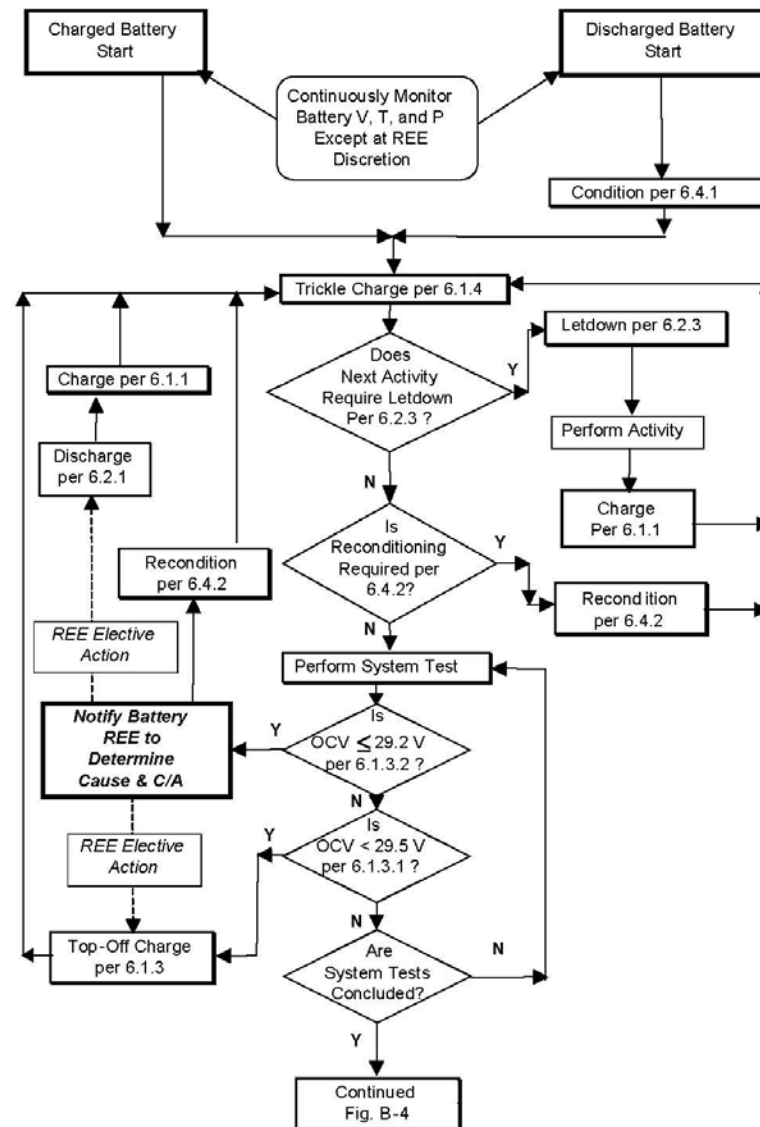 Charged Battery
Start
Discharged Battery
Start
Continuously Monitor
Battery V, T, and P
Except at REE
Discretion
Condition per 6.4.1
Trickle Charge per 6.1.4
Does
Next Activity
Require Letdown
Per 6.2.3 ?
Y
Letdown per 6.2.3
Charge per 6.1.1
Perform Activity
Discharge
per 6.2.1
N
Charge
Per 6.1.1
Is
Reconditioning
Required per
6.4.2?
Y
Recondition
per 6.4.2
Recondition
per 6.4.2
REE Elective
Action
N
Perform System Test
Notify Battery
REE to
Determine
Cause & C/A
Y
Is
OCV ≤ 29.2 V
per 6.1.3.2 ?
N
REE Elective
Action
Y
Is
OCV < 29.5 V
per 6.1.3.1 ?
N
Top-Off Charge
per 6.1.3
Are
System Tests
Concluded?
N
Y
Continued
Fig. B-4